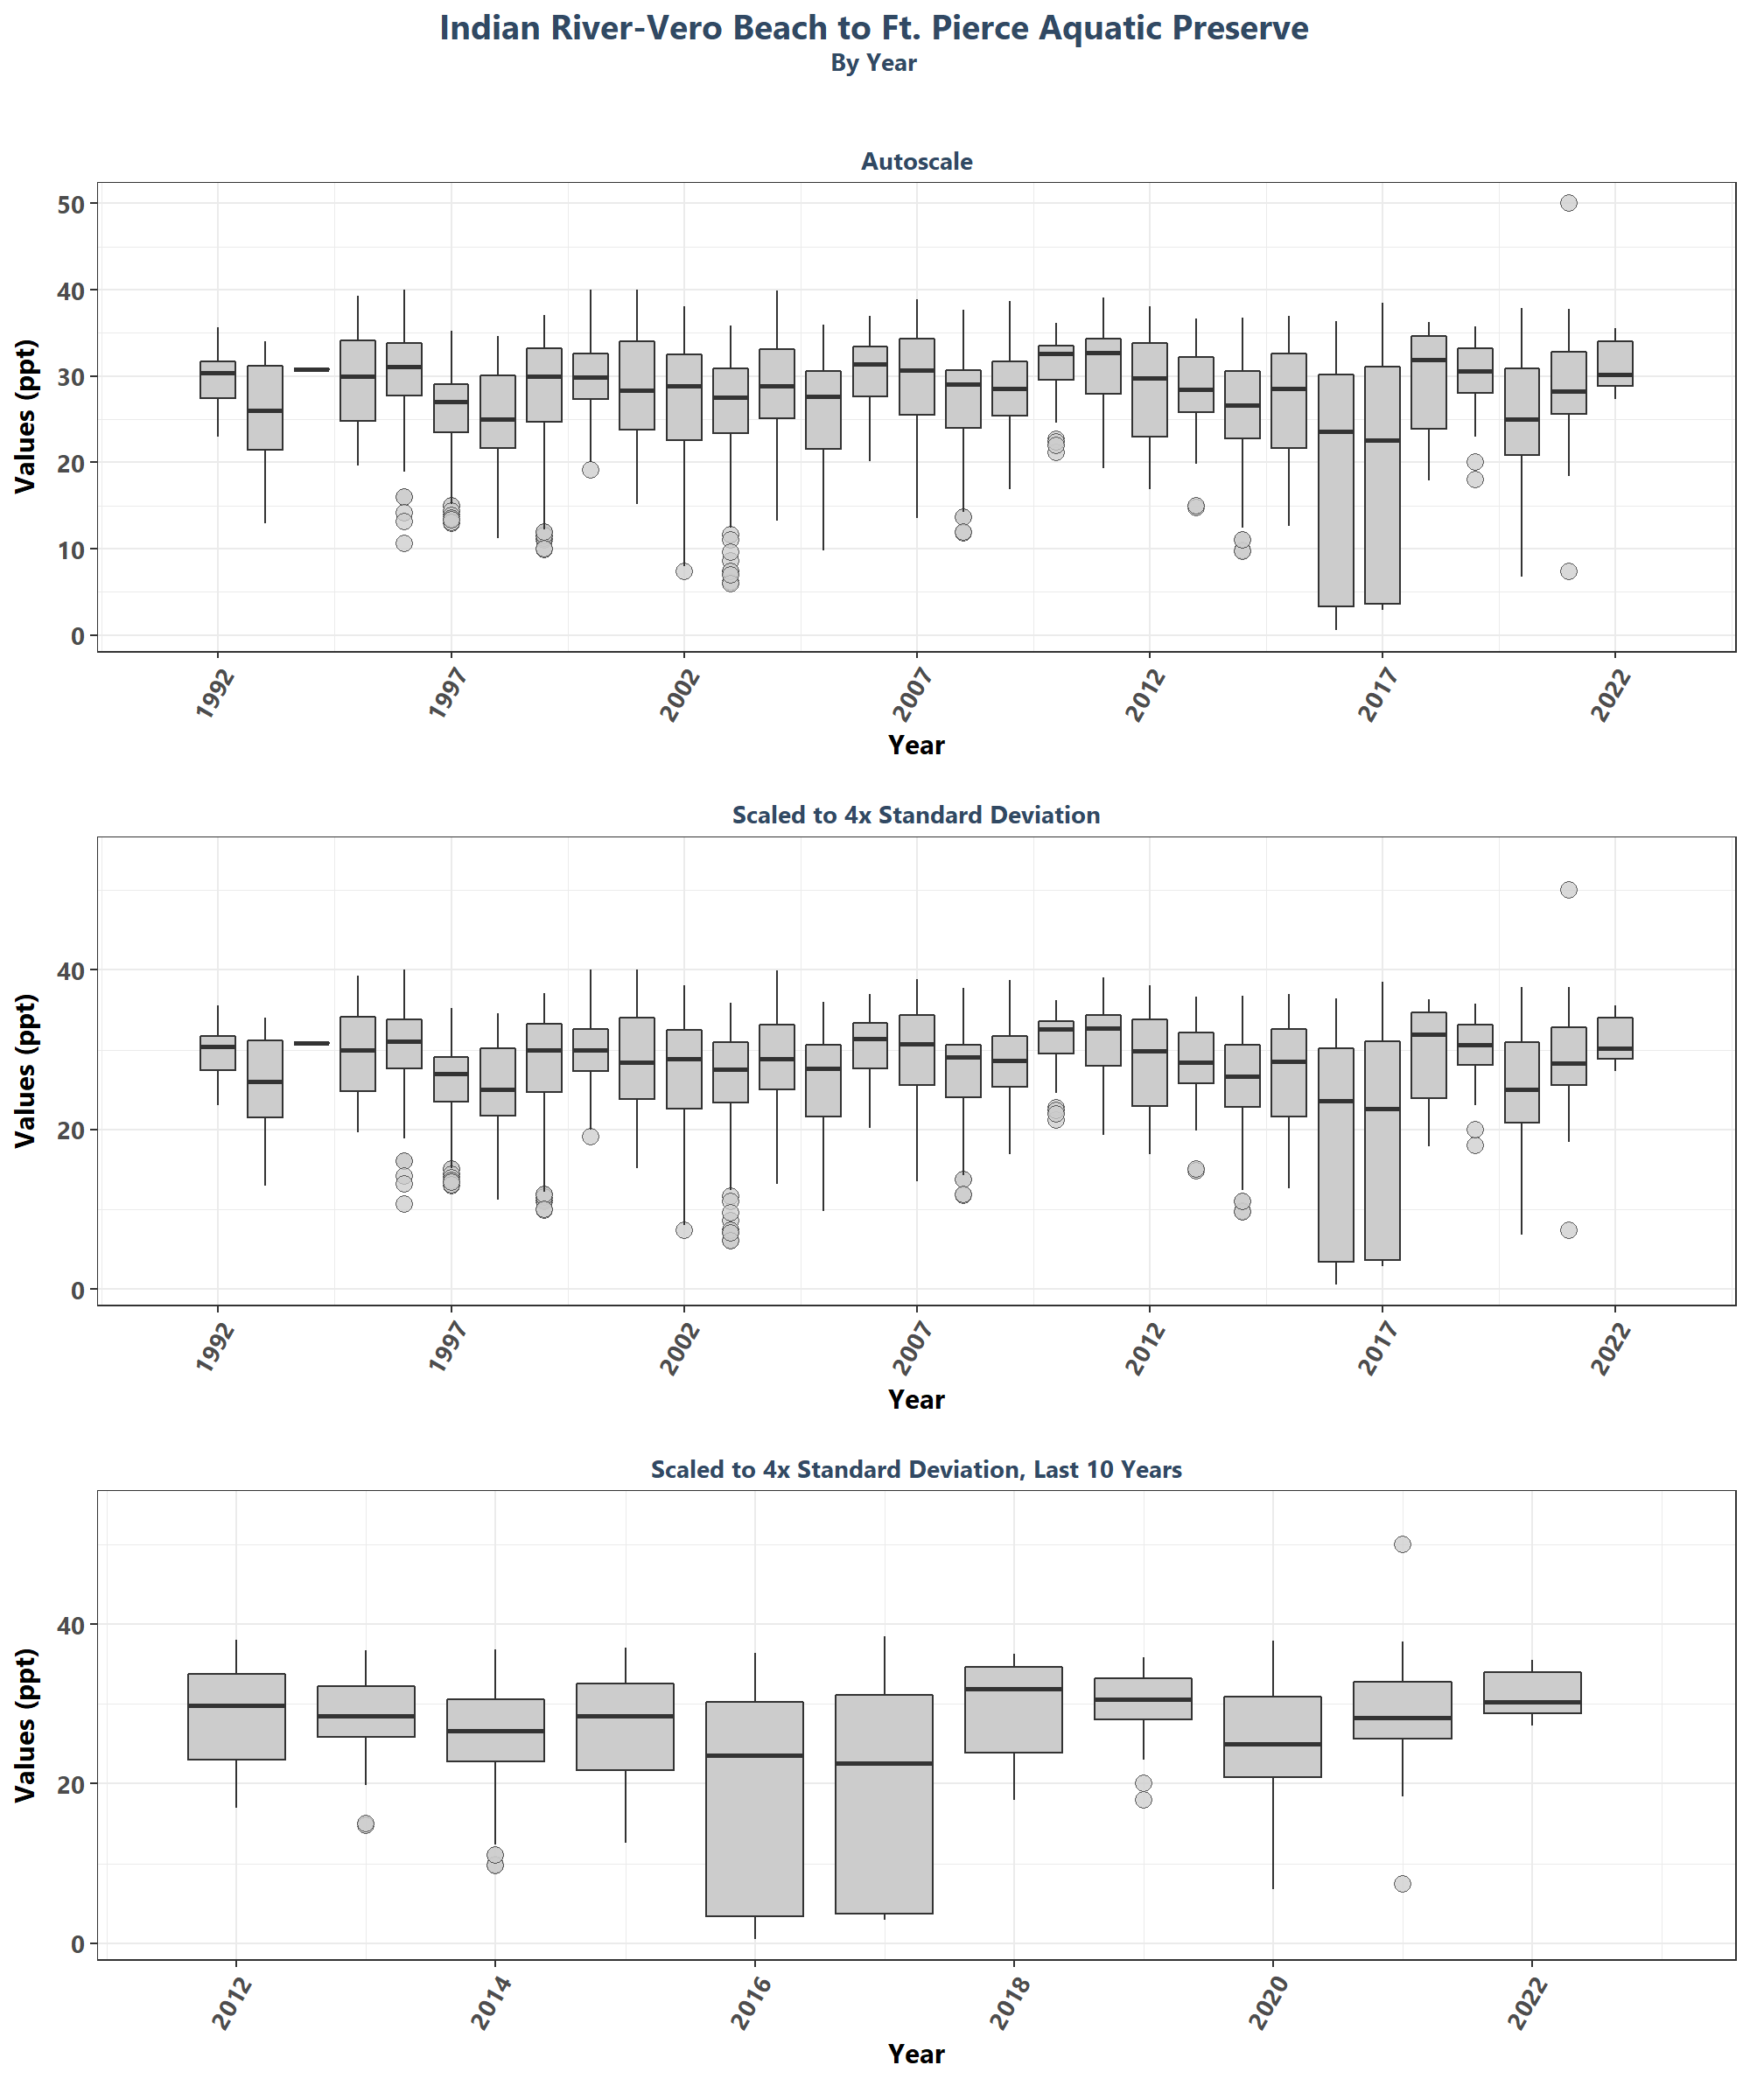 Indian River-Vero Beach to Ft. Pierce Aquatic Preserve
By Year
Autoscale
Values (ppt)
50
40
30
20
10
0
1992
1997
2002
2007
2012
2017
2022
Year
Scaled to 4x Standard Deviation
Values (ppt)
40
20
0
1992
1997
2002
2007
2012
2017
2022
Year
Scaled to 4x Standard Deviation, Last 10 Years
Values (ppt)
40
20
0
2012
2014
2016
2018
2020
2022
Year